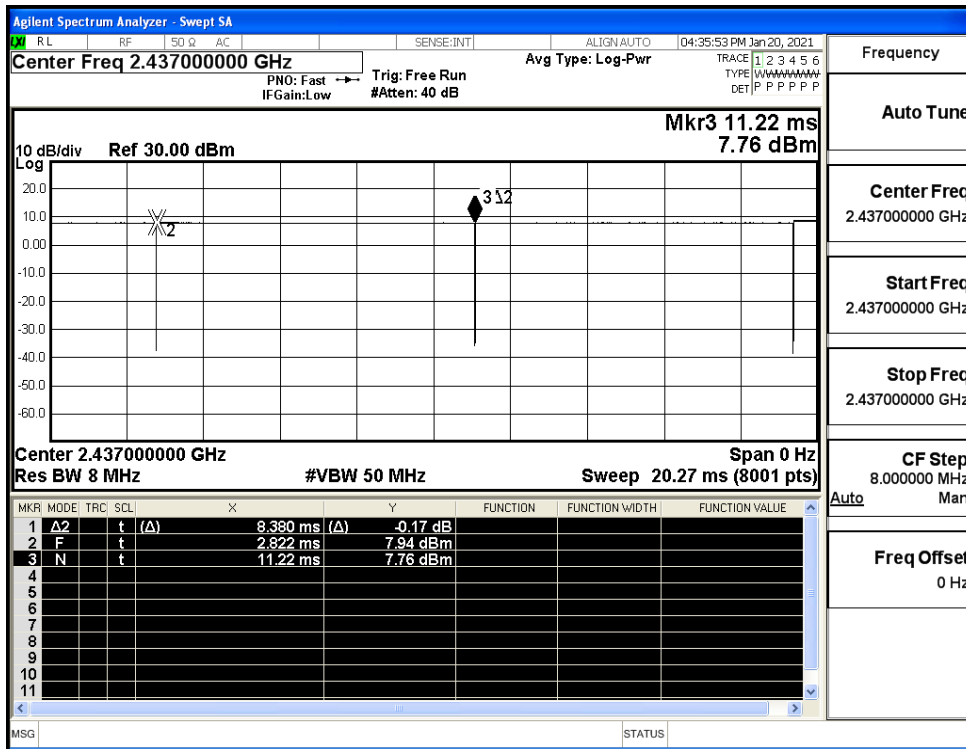 Agilent Spectrum Analyzer - Swept SA
LXI RL RF 50 Ω AC SENSE:INT ALIGNAUTO 04:35:53 PM Jan 20, 2021
Center Freq 2.437000000 GHz
PNO: Fast
IFGain:Low
Trig: Free Run
#Atten: 40 dB
Avg Type: Log-Pwr
TRACE 1 2 3 4 5 6
TYPE
DET P P P P P P
Mkr3 11.22 ms
7.76 dBm
10 dB/div Ref 30.00 dBm
Log
20.0
10.0
0.00
-10.0
-20.0
-30.0
-40.0
-50.0
-60.0
2
3 Δ2
Center 2.437000000 GHz Span 0 Hz
Res BW 8 MHz #VBW 50 MHz Sweep 20.27 ms (8001 pts)
MKR MODE TRC SCL X Y FUNCTION FUNCTION WIDTH FUNCTION VALUE
1 Δ2 t (Δ) 8.380 ms (Δ) -0.17 dB
2 F t 2.822 ms 7.94 dBm
3 N t 11.22 ms 7.76 dBm
4
5
6
7
8
9
10
11
MSG STATUS
Frequency
Auto Tune
Center Freq
2.437000000 GHz
Start Freq
2.437000000 GHz
Stop Freq
2.437000000 GHz
CF Step
8.000000 MHz
Auto Man
Freq Offset
0 Hz